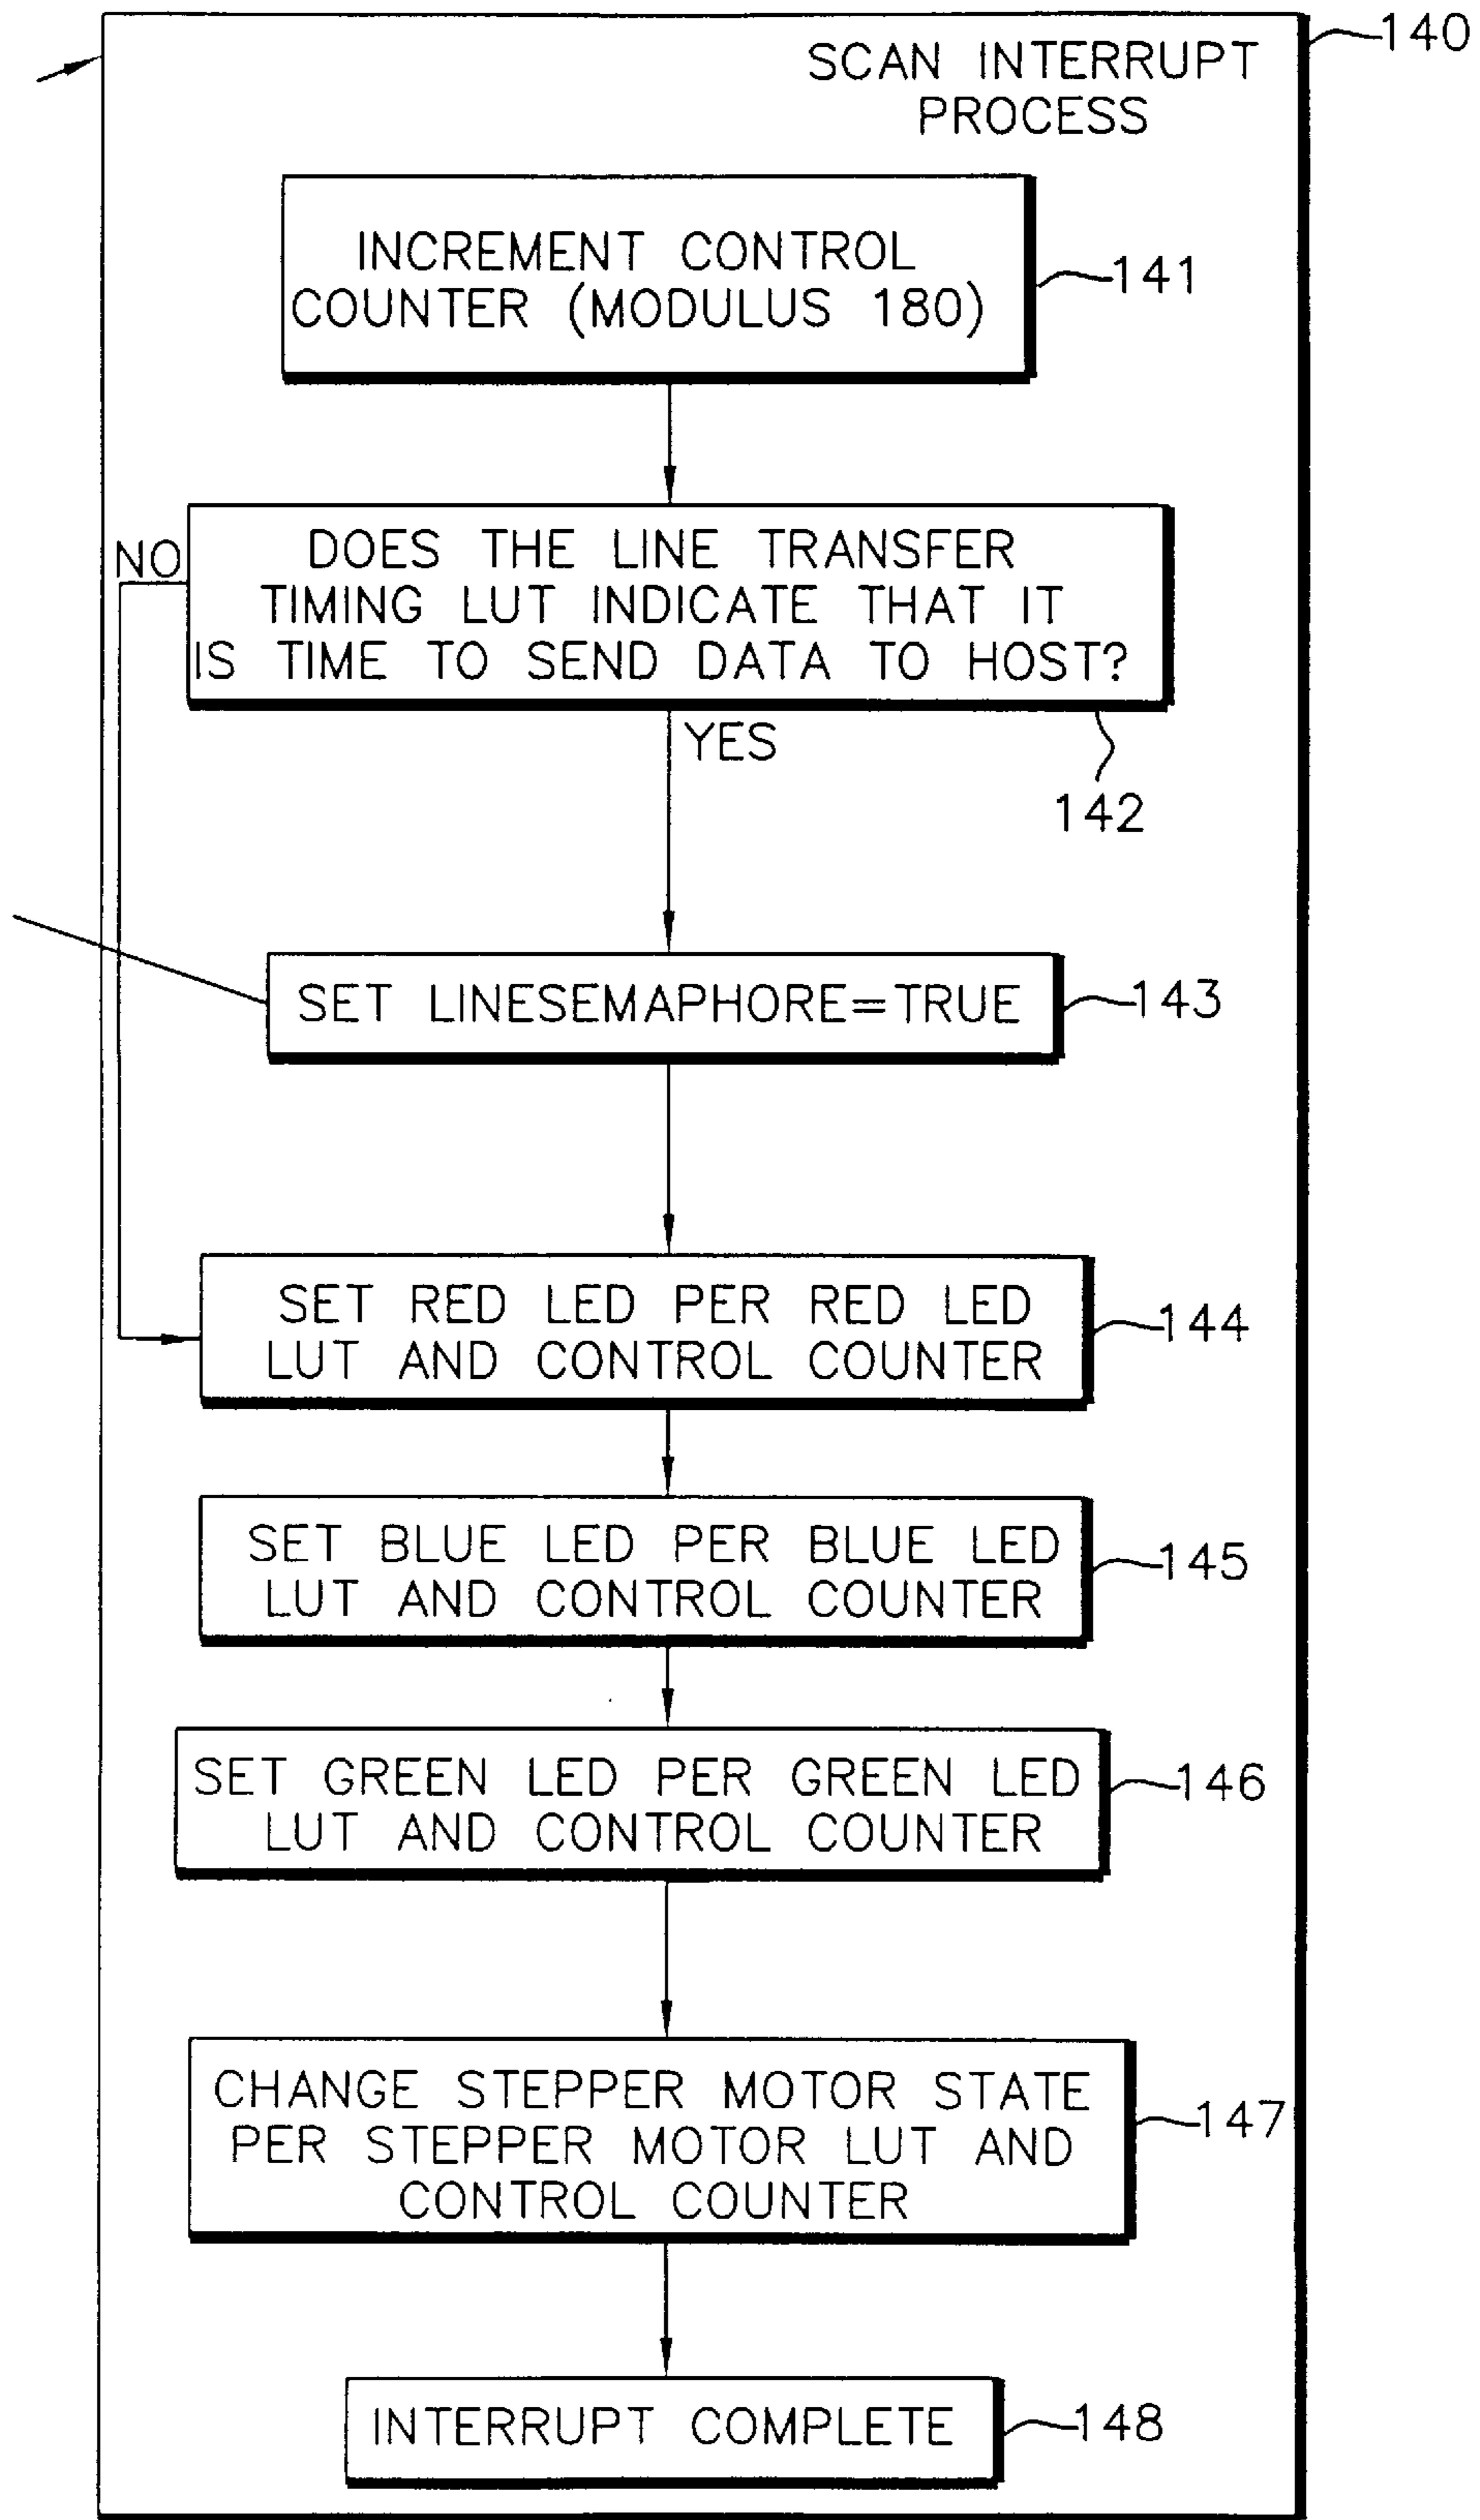 140
SCAN INTERRUPT
PROCESS
INCREMENT CONTROL
COUNTER (MODULUS 180)
141
NO
DOES THE LINE TRANSFER
TIMING LUT INDICATE THAT IT
IS TIME TO SEND DATA TO HOST?
YES
142
SET LINESEMAPHORE=TRUE
143
SET RED LED PER RED LED
LUT AND CONTROL COUNTER
144
SET BLUE LED PER BLUE LED
LUT AND CONTROL COUNTER
145
SET GREEN LED PER GREEN LED
LUT AND CONTROL COUNTER
146
CHANGE STEPPER MOTOR STATE
PER STEPPER MOTOR LUT AND
CONTROL COUNTER
147
INTERRUPT COMPLETE
148